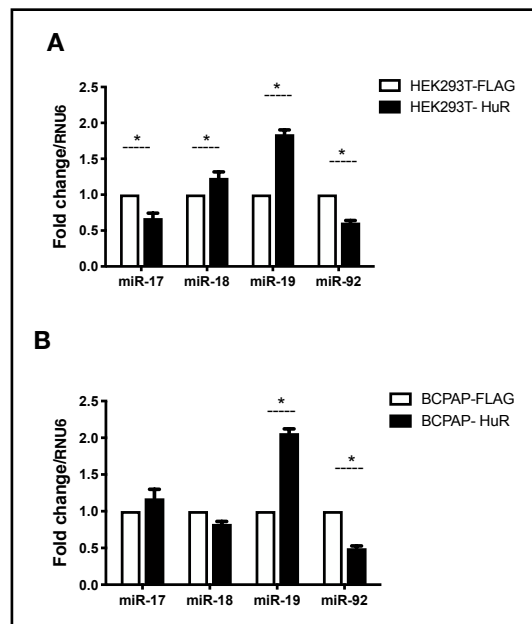 A
HEK293T-FLAG
HEK293T- HuR
Fold change/RNU6
2.5
2.0
1.5
1.0
0.5
0.0
*
*
*
*
miR-17 miR-18 miR-19 miR-92
B
BCPAP-FLAG
BCPAP- HuR
Fold change/RNU6
2.5
2.0
1.5
1.0
0.5
0.0
*
*
miR-17 miR-18 miR-19 miR-92